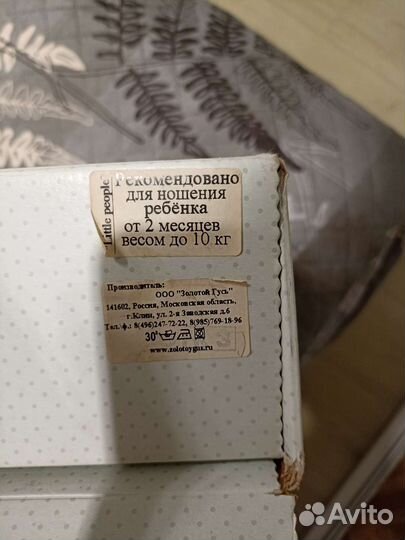 Little people
Рекомендовано
для ношения
ребёнка
от 2 месяцев
весом до 10 кг
Производитель:
ООО "Золотой Гусь"
141602, Россия, Московская область,
г.Клин, ул. 2-я Заводская д.6
Тел. ф.: 8(496)247-72-22, 8(985)769-18-96
30°
www.zolotoygus.ru
Avito